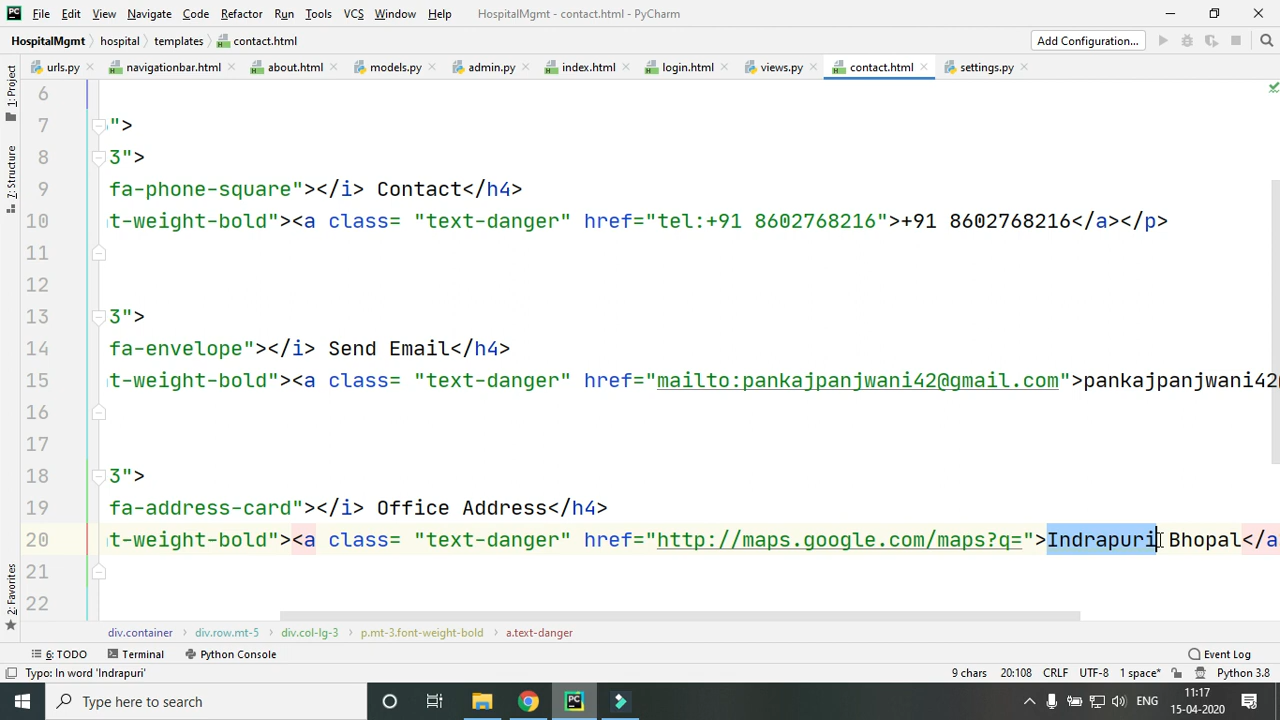 File Edit View Navigate Code Refactor Run Tools VCS Window Help HospitalMgmt - contact.html - PyCharm
HospitalMgmt hospital templates contact.html Add Configuration...
urls.py navigationbar.html about.html models.py admin.py index.html login.html views.py contact.html settings.py
1: Project
7: Structure
2: Favorites
6
7 ">
8 3">
9 fa-phone-square"></i> Contact</h4>
10 t-weight-bold"><a class= "text-danger" href="tel:+91 8602768216">+91 8602768216</a></p>
11
12
13 3">
14 fa-envelope"></i> Send Email</h4>
15 t-weight-bold"><a class= "text-danger" href="mailto:pankajpanjwani42@gmail.com">pankajpanjwani42
16
17
18 3">
19 fa-address-card"></i> Office Address</h4>
20 t-weight-bold"><a class= "text-danger" href="http://maps.google.com/maps?q=">Indrapuri Bhopal</a
21
22
div.container div.row.mt-5 div.col-lg-3 p.mt-3.font-weight-bold a.text-danger
6: TODO Terminal Python Console Event Log
Typo: In word 'Indrapuri' 9 chars 20:108 CRLF UTF-8 1 space* Python 3.8
Type here to search ENG 11:17
15-04-2020